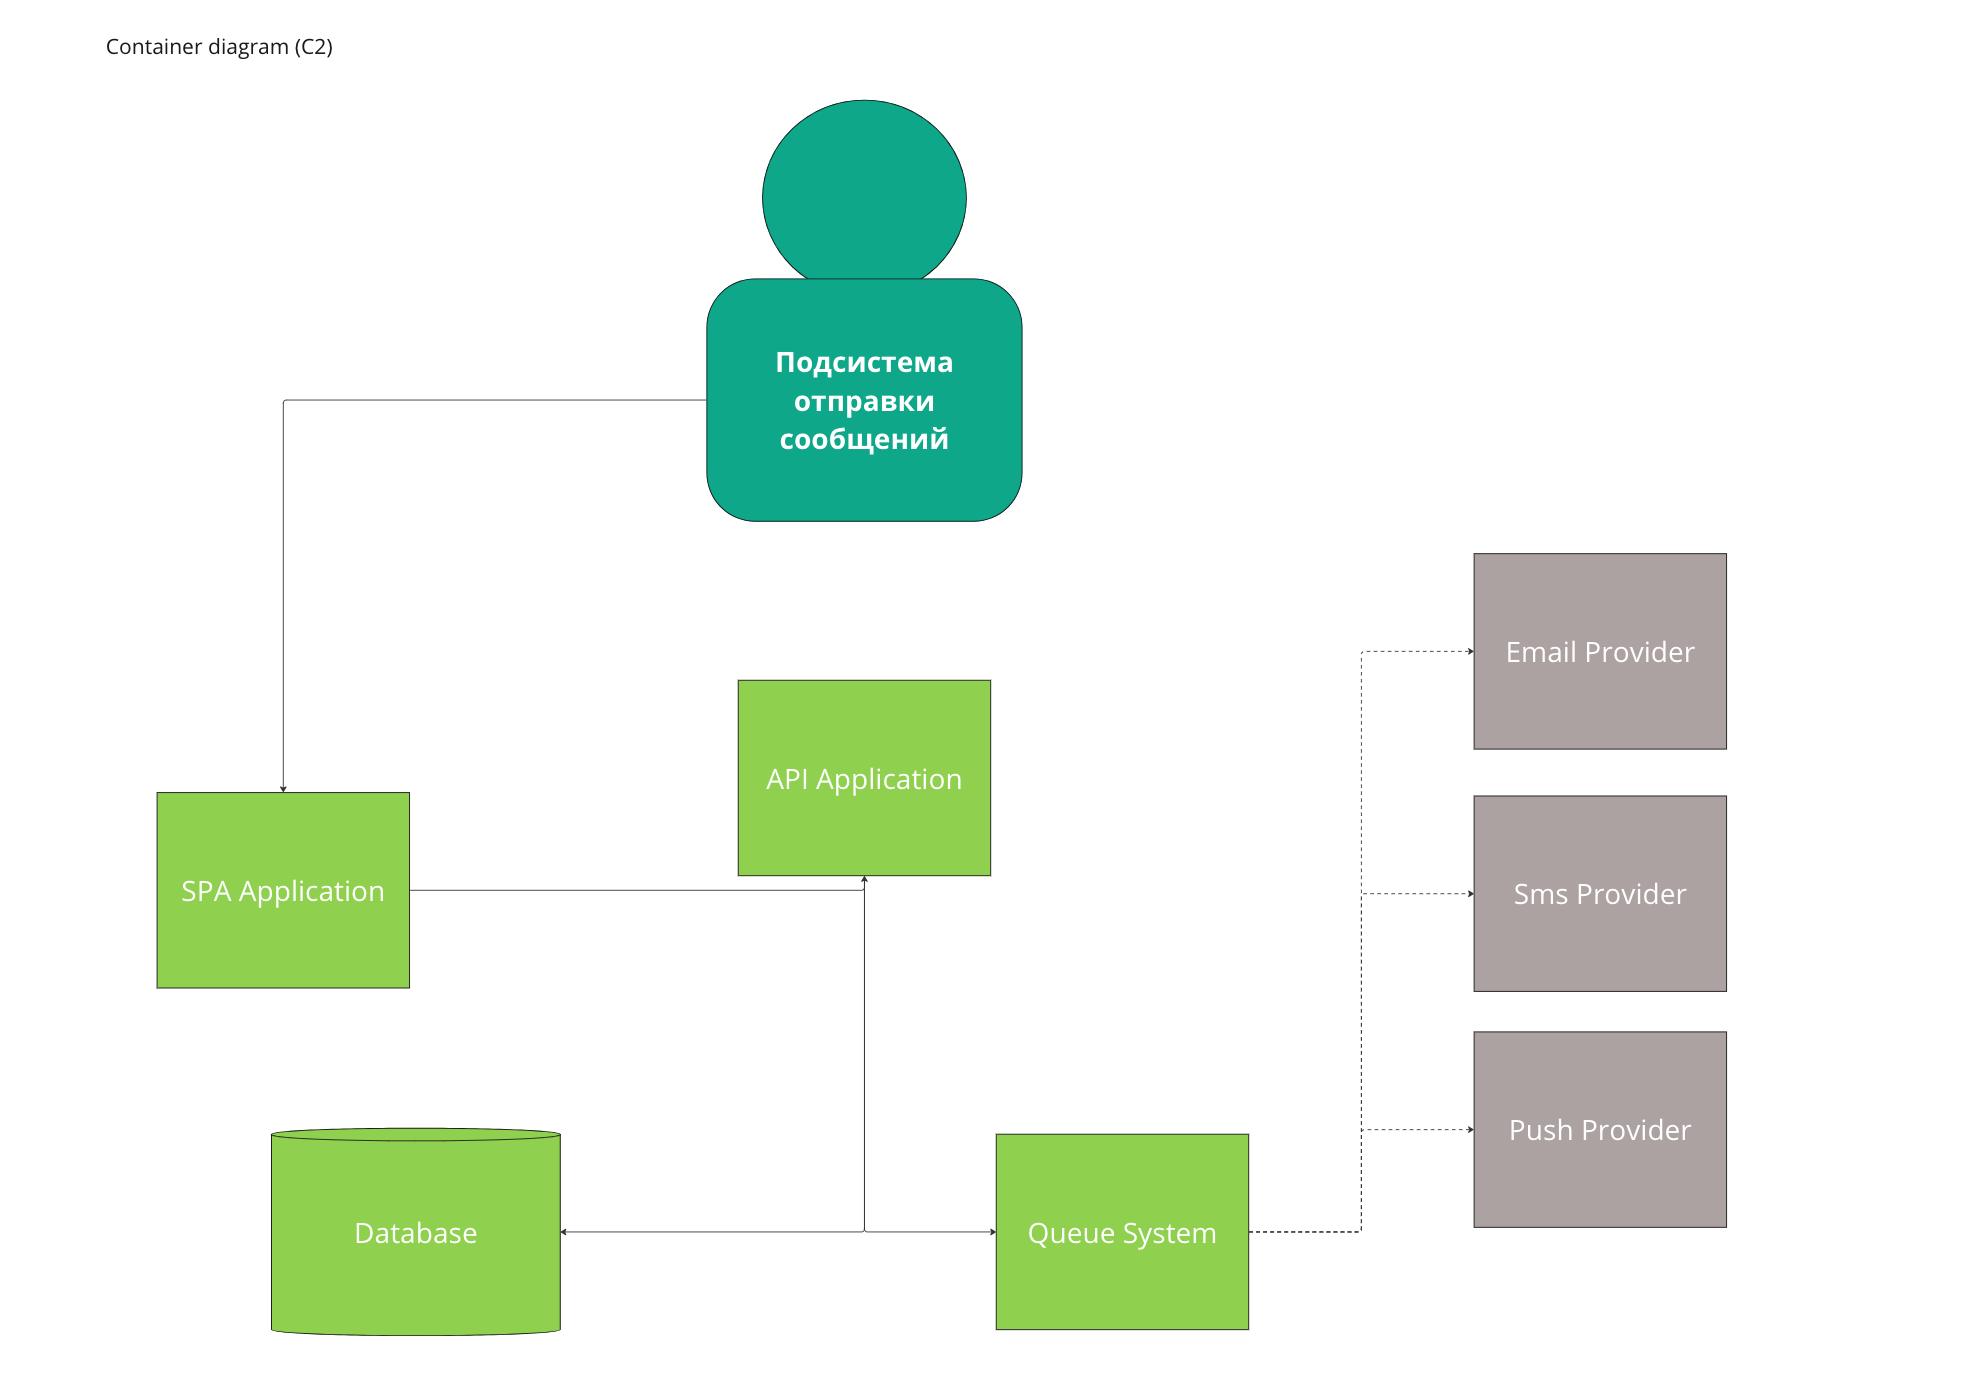 Container diagram (C2)
Подсистема
отправки
сообщений
Email Provider
API Application
SPA Application
Sms Provider
Push Provider
Database
Queue System